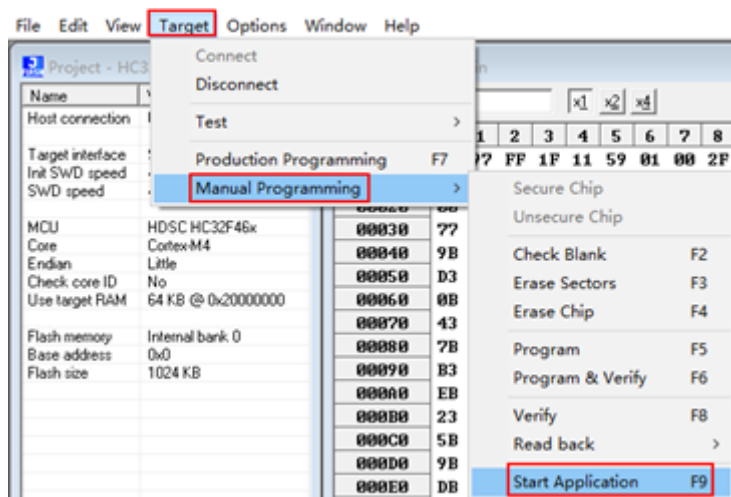 File Edit View Target Options Window Help
Project - HC3
Connect
Disconnect
Test >
Production Programming F7
Manual Programming >
Name
Host connection
Target interface
Init SWD speed
SWD speed
MCU HDSC HC32F46x
Core Cortex-M4
Endian Little
Check core ID No
Use target RAM 64 KB @ 0x20000000
Flash memory Internal bank 0
Base address 0x0
Flash size 1024 KB
x1 x2 x4
1 2 3 4 5 6 7 8
FF 1F 11 59 01 00 2F
00030 77
00040 9B
00050 D3
00060 0B
00070 43
00080 7B
00090 B3
000A0 EB
000B0 23
000C0 5B
000D0 9B
000E0 DB
Secure Chip
Unsecure Chip
Check Blank F2
Erase Sectors F3
Erase Chip F4
Program F5
Program & Verify F6
Verify F8
Read back >
Start Application F9